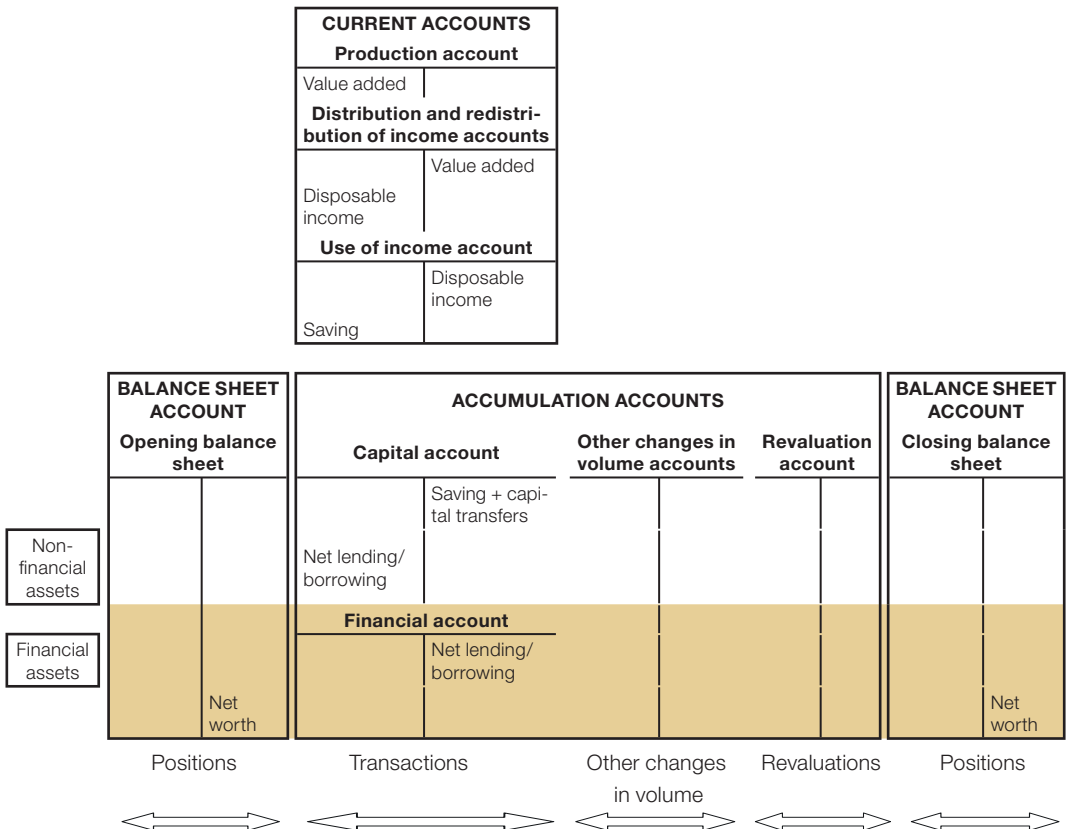 CURRENT ACCOUNTS
Production account
Value added
Distribution and redistri-
bution of income accounts
Value added
Disposable
income
Use of income account
Disposable
income
Saving
BALANCE SHEET
ACCOUNT
Opening balance
sheet
ACCUMULATION ACCOUNTS
Capital account
Other changes in
volume accounts
Revaluation
account
BALANCE SHEET
ACCOUNT
Closing balance
sheet
Saving + capi-
tal transfers
Non-
financial
assets
Net lending/
borrowing
Financial account
Financial
assets
Net lending/
borrowing
Net
worth
Net
worth
Positions
Transactions
Other changes
in volume
Revaluations
Positions